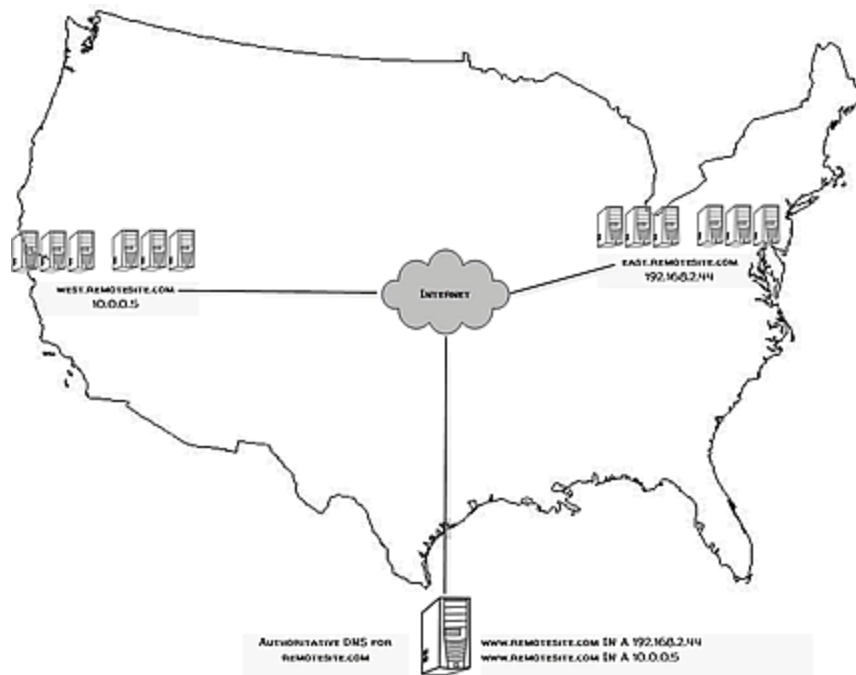 EAST.REMOTESITE.COM
192.168.2.44
WEST.REMOTESITE.COM
10.0.0.5
INTERNET
AUTHORITATIVE DNS FOR
REMOTESITE.COM
WWW.REMOTESITE.COM IN A 192.168.2.44
WWW.REMOTESITE.COM IN A 10.0.0.5